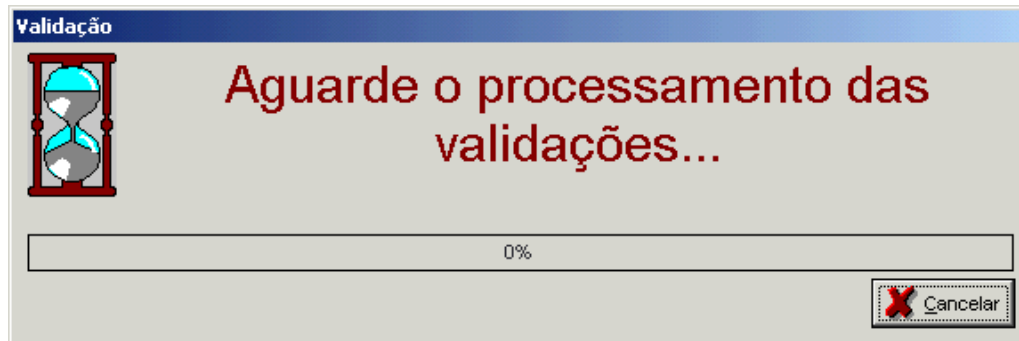 Validação
Aguarde o processamento das
validações...
0%
Cancelar